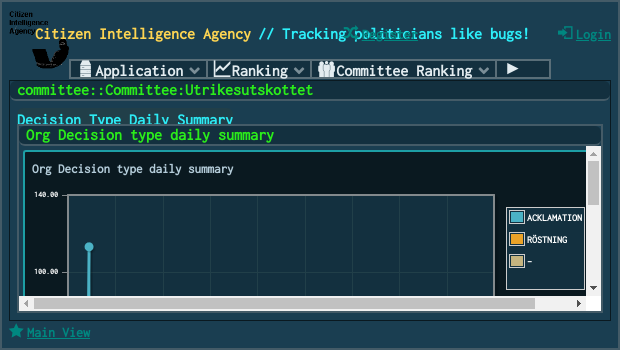 Citizen
Intelligence
Agency
Citizen Intelligence Agency // Tracking politicians like bugs!
Register
Login
Application
Ranking
Committee Ranking
committee::Committee:Utrikesutskottet
Decision Type Daily Summary
Org Decision type daily summary
Org Decision type daily summary
140.00
100.00
ACKLAMATION
RÖSTNING
-
Main View